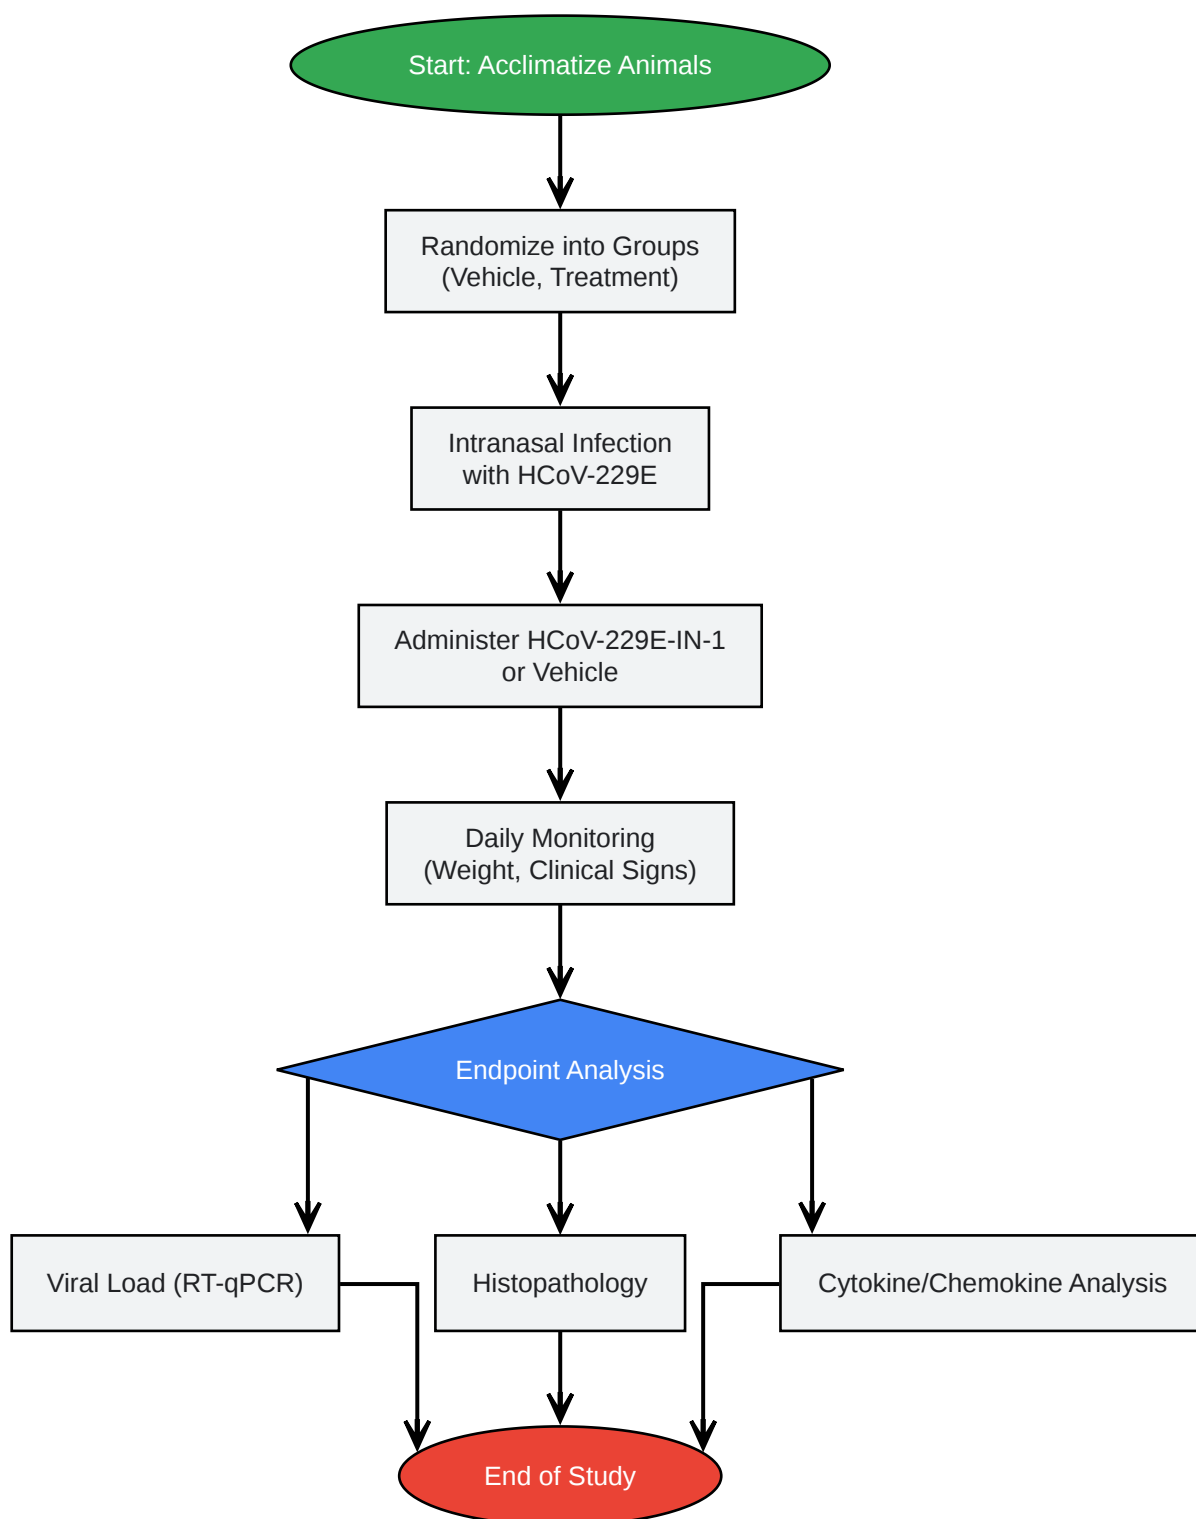 Start: Acclimatize Animals
Randomize into Groups
(Vehicle, Treatment)
Intranasal Infection
with HCoV-229E
Administer HCoV-229E-IN-1
or Vehicle
Daily Monitoring
(Weight, Clinical Signs)
Endpoint Analysis
Viral Load (RT-qPCR)
Histopathology
Cytokine/Chemokine Analysis
End of Study